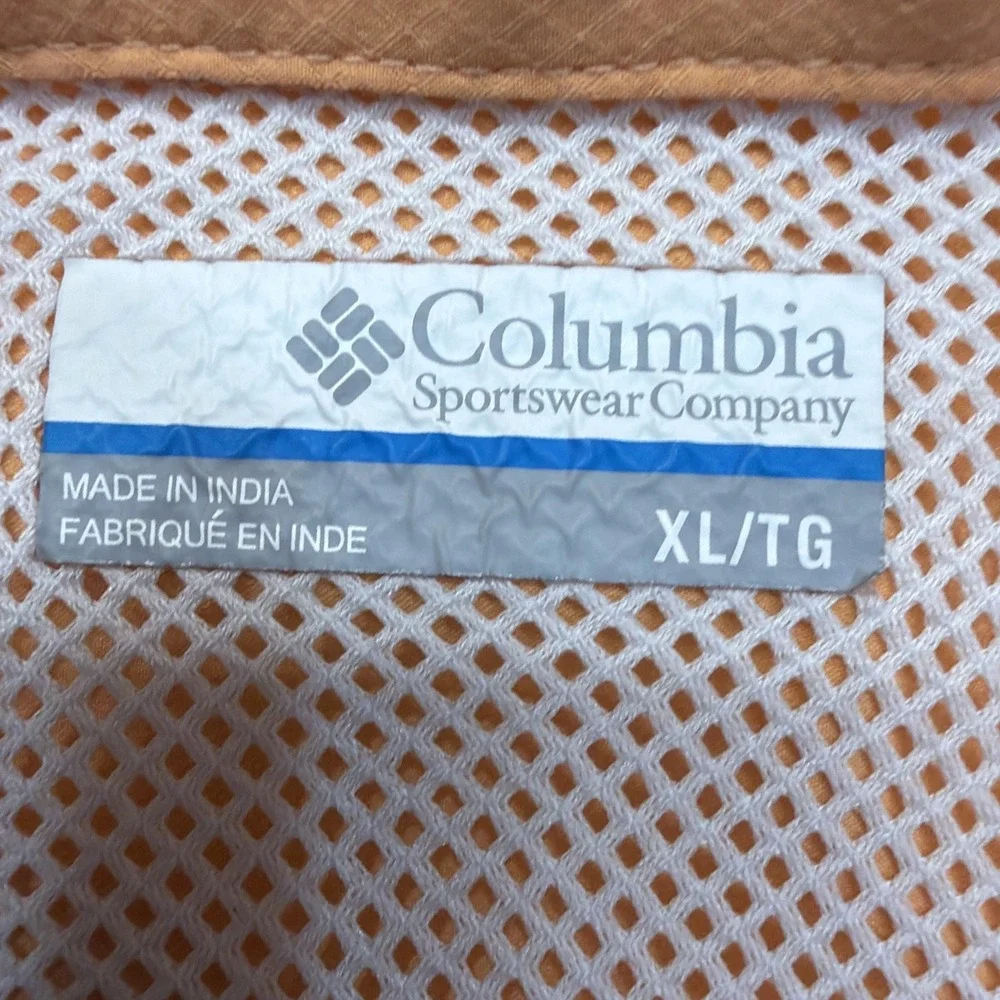 Columbia
Sportswear Company
MADE IN INDIA
FABRIQUÉ EN INDE
XL/TG